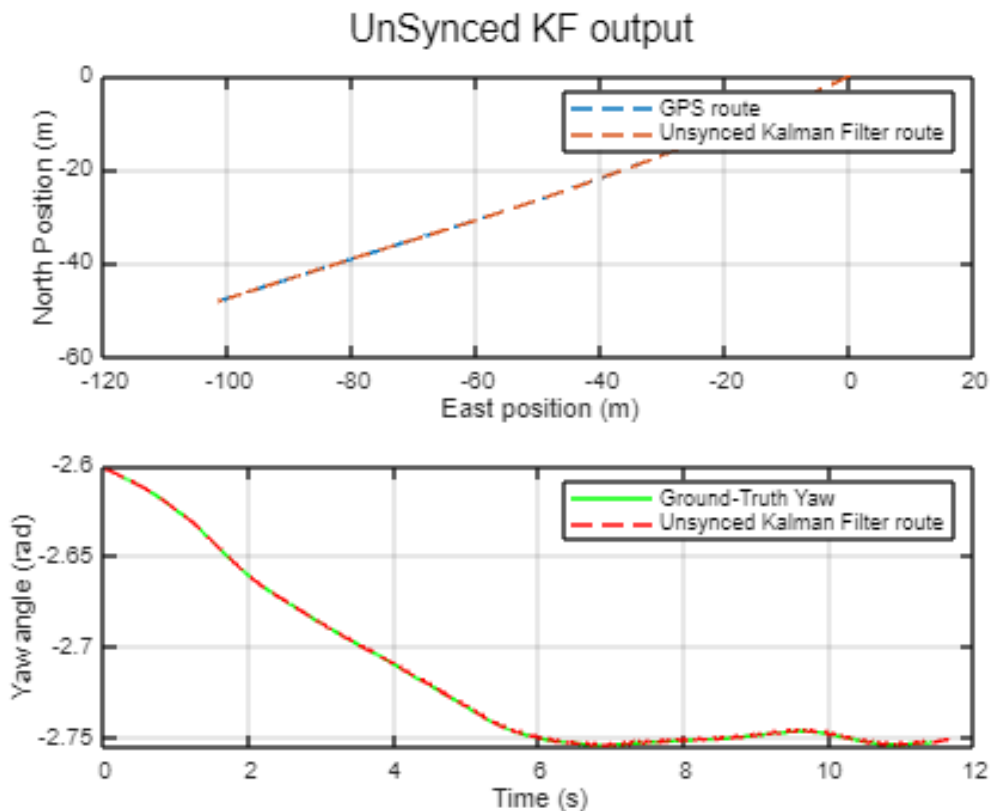 UnSynced KF output
0
-20
-40
-60
North Position (m)
GPS route
Unsynced Kalman Filter route
-120 -100 -80 -60 -40 -20 0 20
East position (m)
-2.6
-2.65
-2.7
-2.75
Yaw angle (rad)
Ground-Truth Yaw
Unsynced Kalman Filter route
0 2 4 6 8 10 12
Time (s)